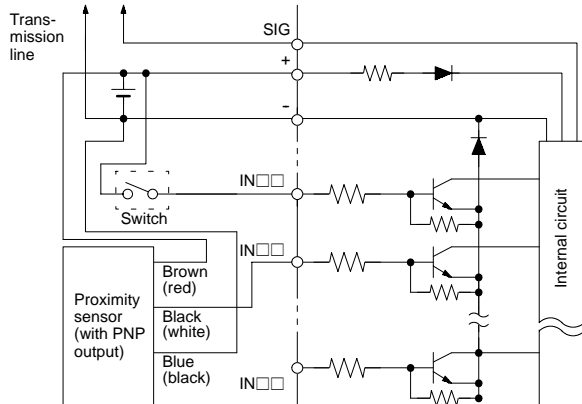 Trans-
mission
line
SIG
+
-
IN□□
Switch
IN□□
Brown
(red)
Black
(white)
Blue
(black)
IN□□
Proximity
sensor
(with PNP
output)
Internal circuit